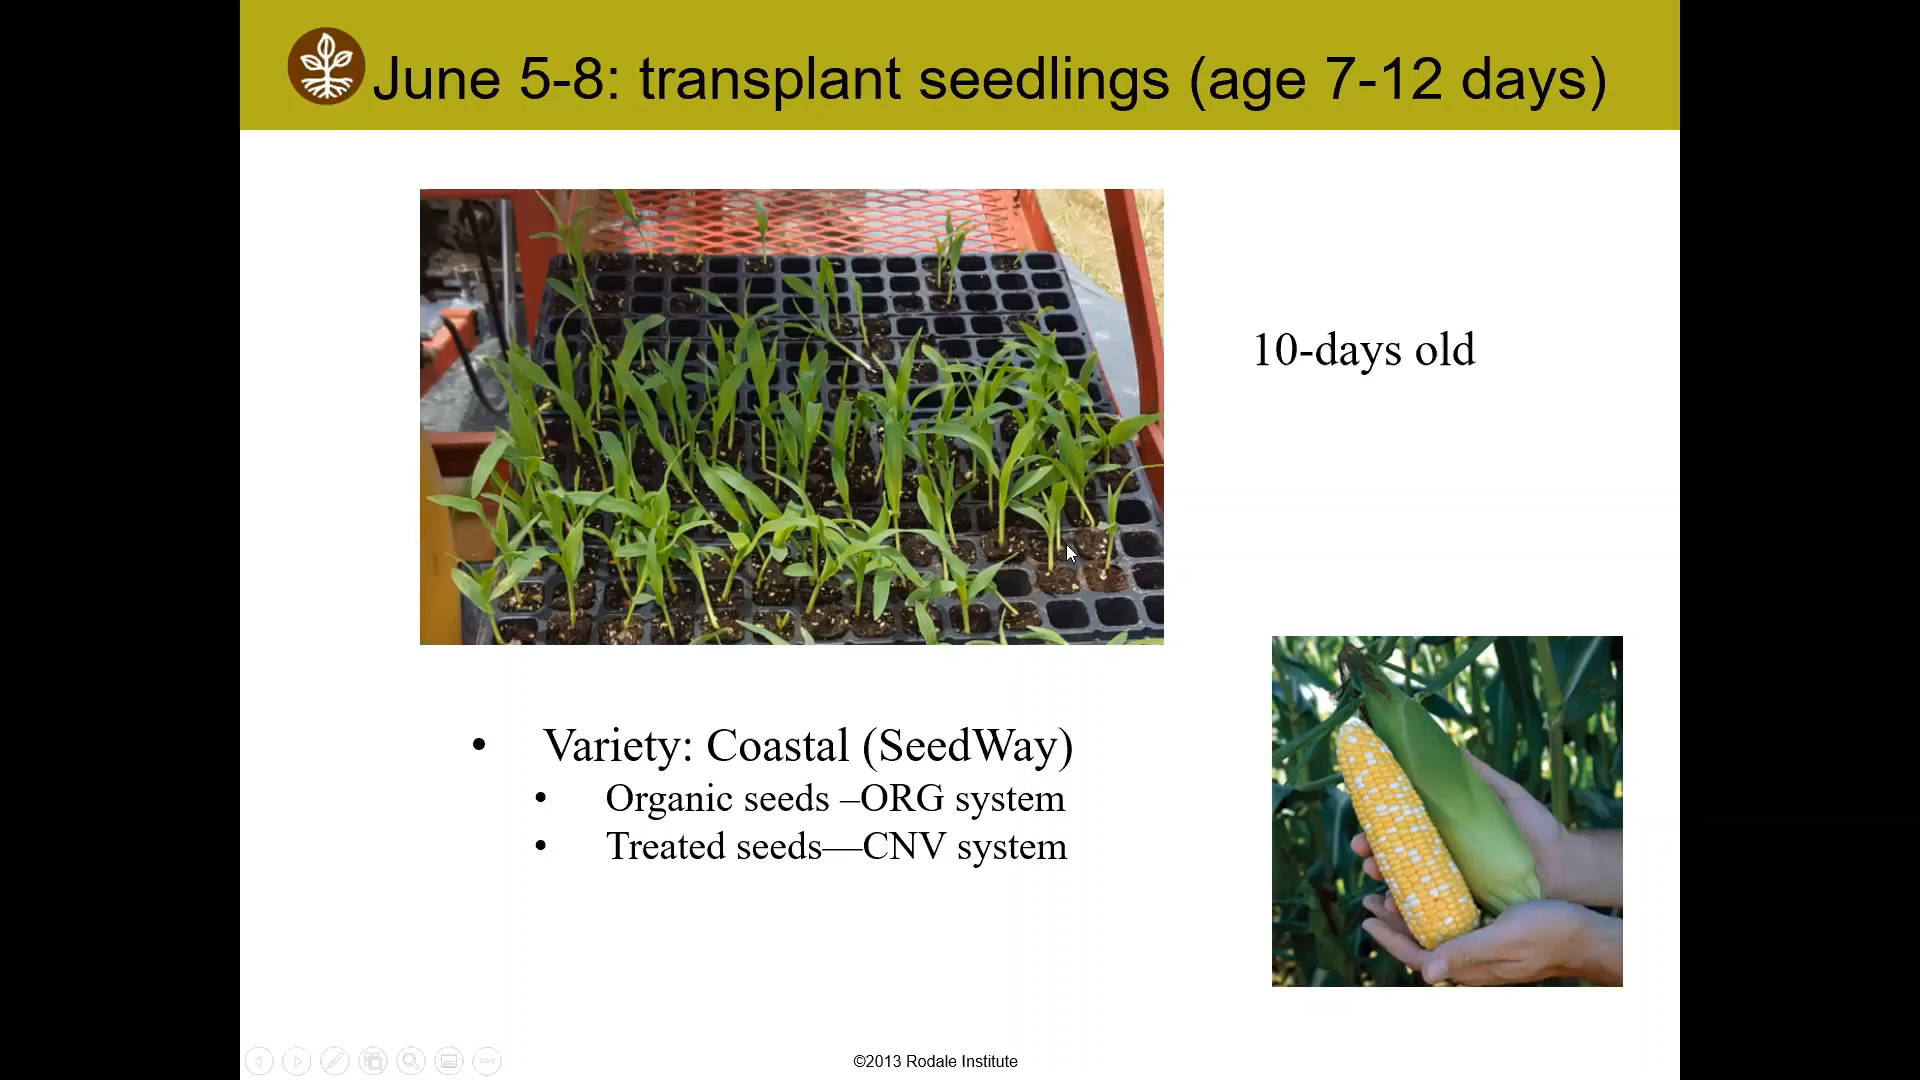 June 5-8: transplant seedlings (age 7-12 days)
10-days old
• Variety: Coastal (SeedWay)
• Organic seeds –ORG system
• Treated seeds—CNV system
©2013 Rodale Institute